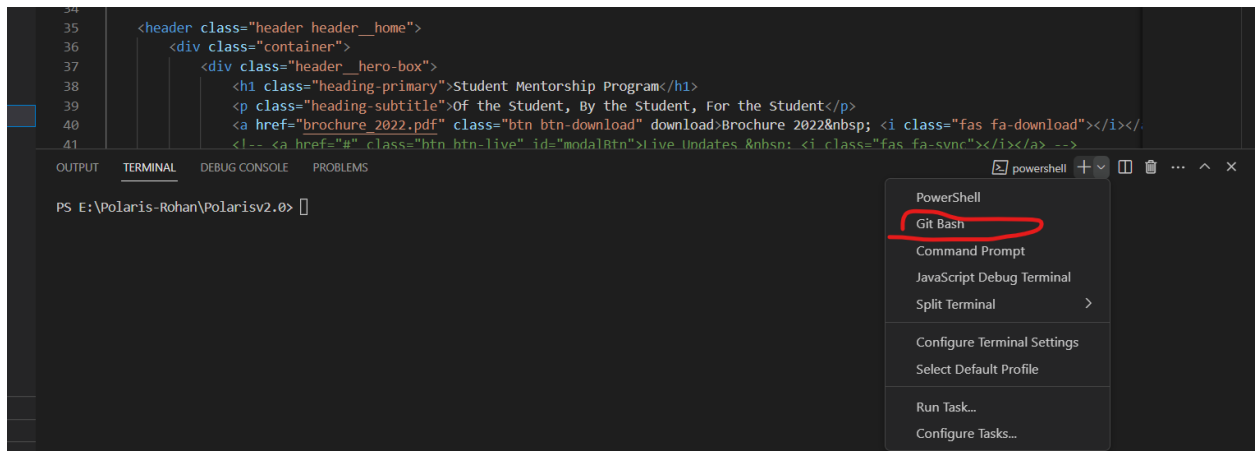 34
35 <header class="header header__home">
36 <div class="container">
37 <div class="header__hero-box">
38 <h1 class="heading-primary">Student Mentorship Program</h1>
39 <p class="heading-subtitle">Of the Student, By the Student, For the Student</p>
40 <a href="brochure_2022.pdf" class="btn btn-download" download>Brochure 2022&nbsp; <i class="fas fa-download"></i></
41 <!-- <a href="#" class="btn btn-live" id="modalBtn">Live Updates &nbsp; <i class="fas fa-sync"></i></a> -->
OUTPUT TERMINAL DEBUG CONSOLE PROBLEMS powershell
PS E:\Polaris-Rohan\Polarisv2.0>
PowerShell
Git Bash
Command Prompt
JavaScript Debug Terminal
Split Terminal
Configure Terminal Settings
Select Default Profile
Run Task...
Configure Tasks...